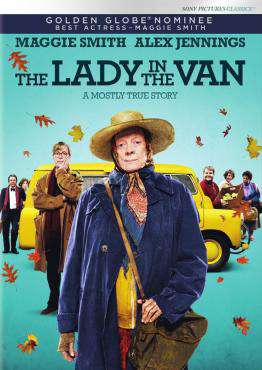 GOLDEN GLOBE® NOMINEE
BEST ACTRESS - MAGGIE SMITH
SONY PICTURES CLASSICS™
MAGGIE SMITH ALEX JENNINGS
THE LADY IN THE VAN
A MOSTLY TRUE STORY